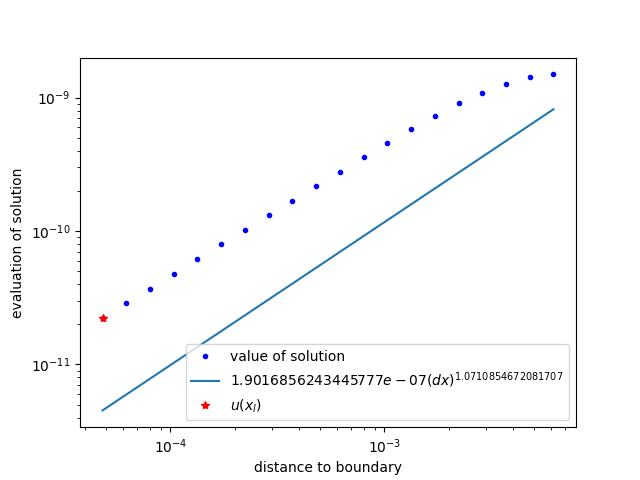 10⁻⁹
10⁻¹⁰
10⁻¹¹
evaluation of solution
value of solution
1.9016856243445777e − 07(dx)^1.0710854672081707
u(x_I)
10⁻⁴
10⁻³
distance to boundary